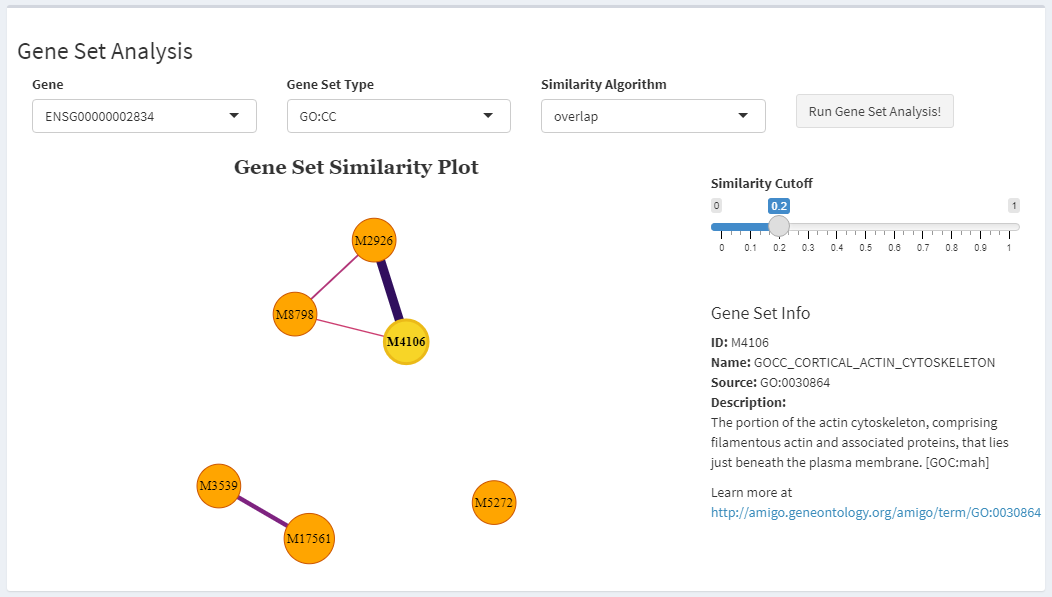 Gene Set Analysis
Gene
Gene Set Type
Similarity Algorithm
ENSG00000002834
GO:CC
overlap
Run Gene Set Analysis!
Gene Set Similarity Plot
M2926
M8798
M4106
M3539
M17561
M5272
Similarity Cutoff
0
0.2
1
0 0.1 0.2 0.3 0.4 0.5 0.6 0.7 0.8 0.9 1
Gene Set Info
ID: M4106
Name: GOCC_CORTICAL_ACTIN_CYTOSKELETON
Source: GO:0030864
Description:
The portion of the actin cytoskeleton, comprising
filamentous actin and associated proteins, that lies
just beneath the plasma membrane. [GOC:mah]
Learn more at
http://amigo.geneontology.org/amigo/term/GO:0030864